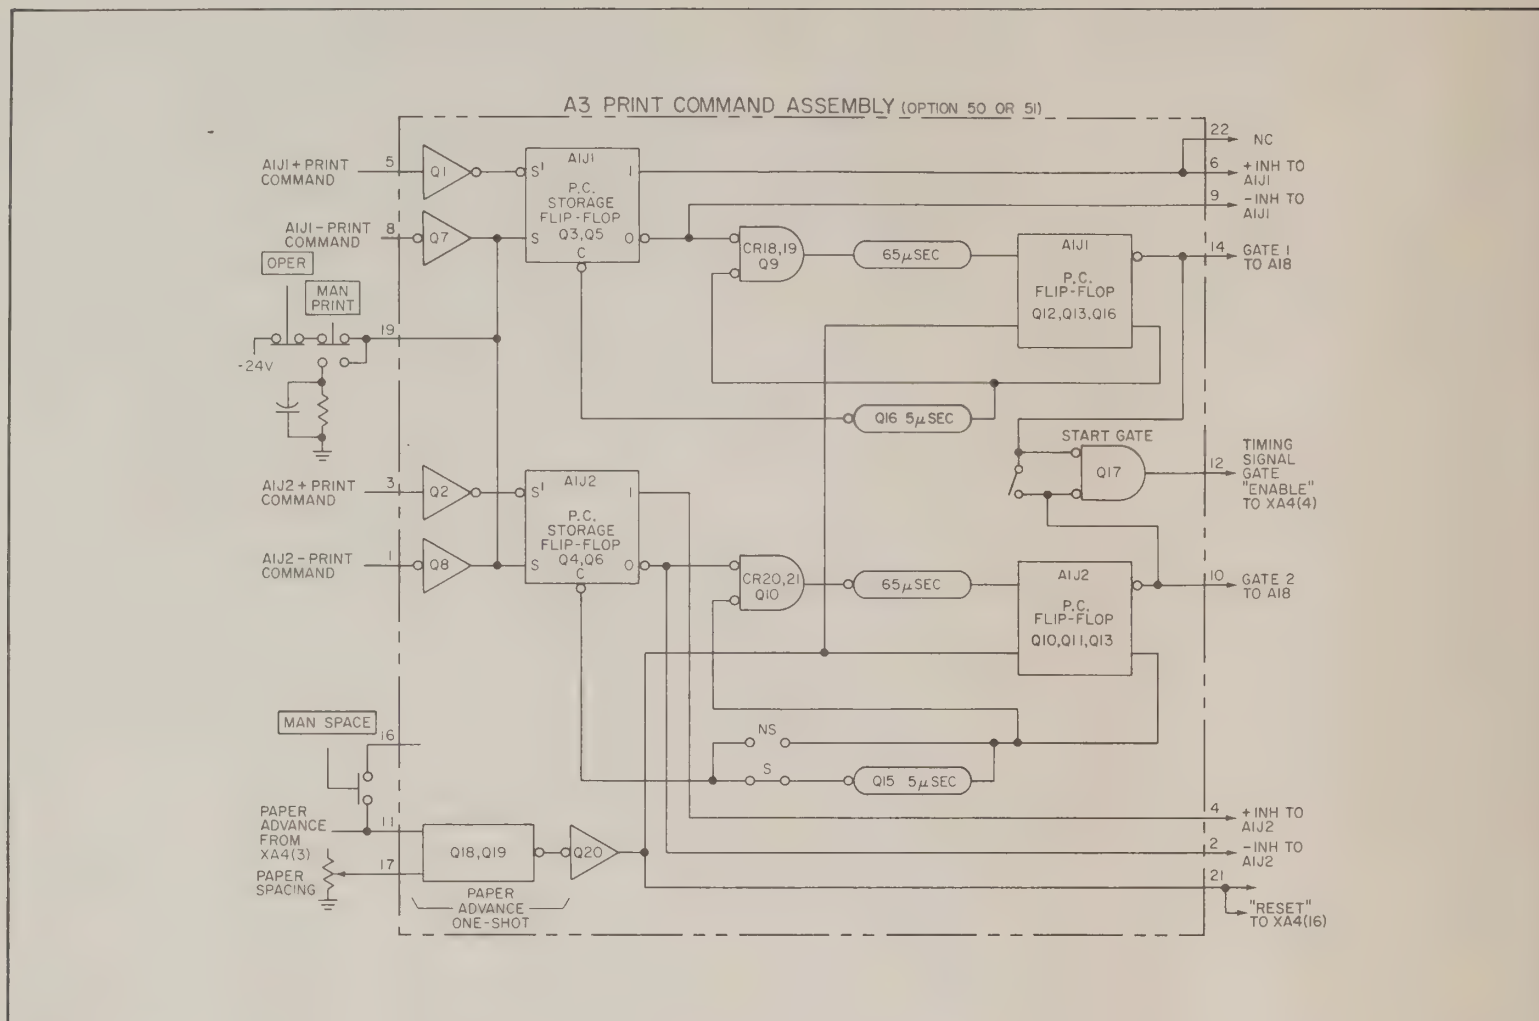 A3 PRINT COMMAND ASSEMBLY (OPTION 50 OR 51)
A1J1+PRINT
COMMAND
5
Q1
S'
A1J1
1
P.C.
STORAGE
FLIP-FLOP
Q3,Q5
S
0
C
A1J1-PRINT
COMMAND
8
Q7
OPER
MAN
PRINT
19
-24V
22
NC
6
+INH TO
A1J1
9
-INH TO
A1J1
CR18,19
Q9
65µSEC
A1J1
P.C.
FLIP-FLOP
Q12,Q13,Q16
14
GATE 1
TO A18
Q16 5µSEC
START GATE
Q17
12
TIMING
SIGNAL
GATE
"ENABLE"
TO XA4(4)
A1J2+PRINT
COMMAND
3
Q2
S'
A1J2
1
P.C.
STORAGE
FLIP-FLOP
Q4,Q6
S
0
C
A1J2-PRINT
COMMAND
1
Q8
CR20,21
Q10
65µSEC
A1J2
P.C.
FLIP-FLOP
Q10,Q11,Q13
10
GATE 2
TO A18
MAN SPACE
16
NS
S
Q15 5µSEC
PAPER
ADVANCE
FROM
XA4(3)
11
17
PAPER
SPACING
Q18,Q19
Q20
PAPER
ADVANCE
ONE-SHOT
4
+INH TO
A1J2
2
-INH TO
A1J2
21
"RESET"
TO XA4(16)